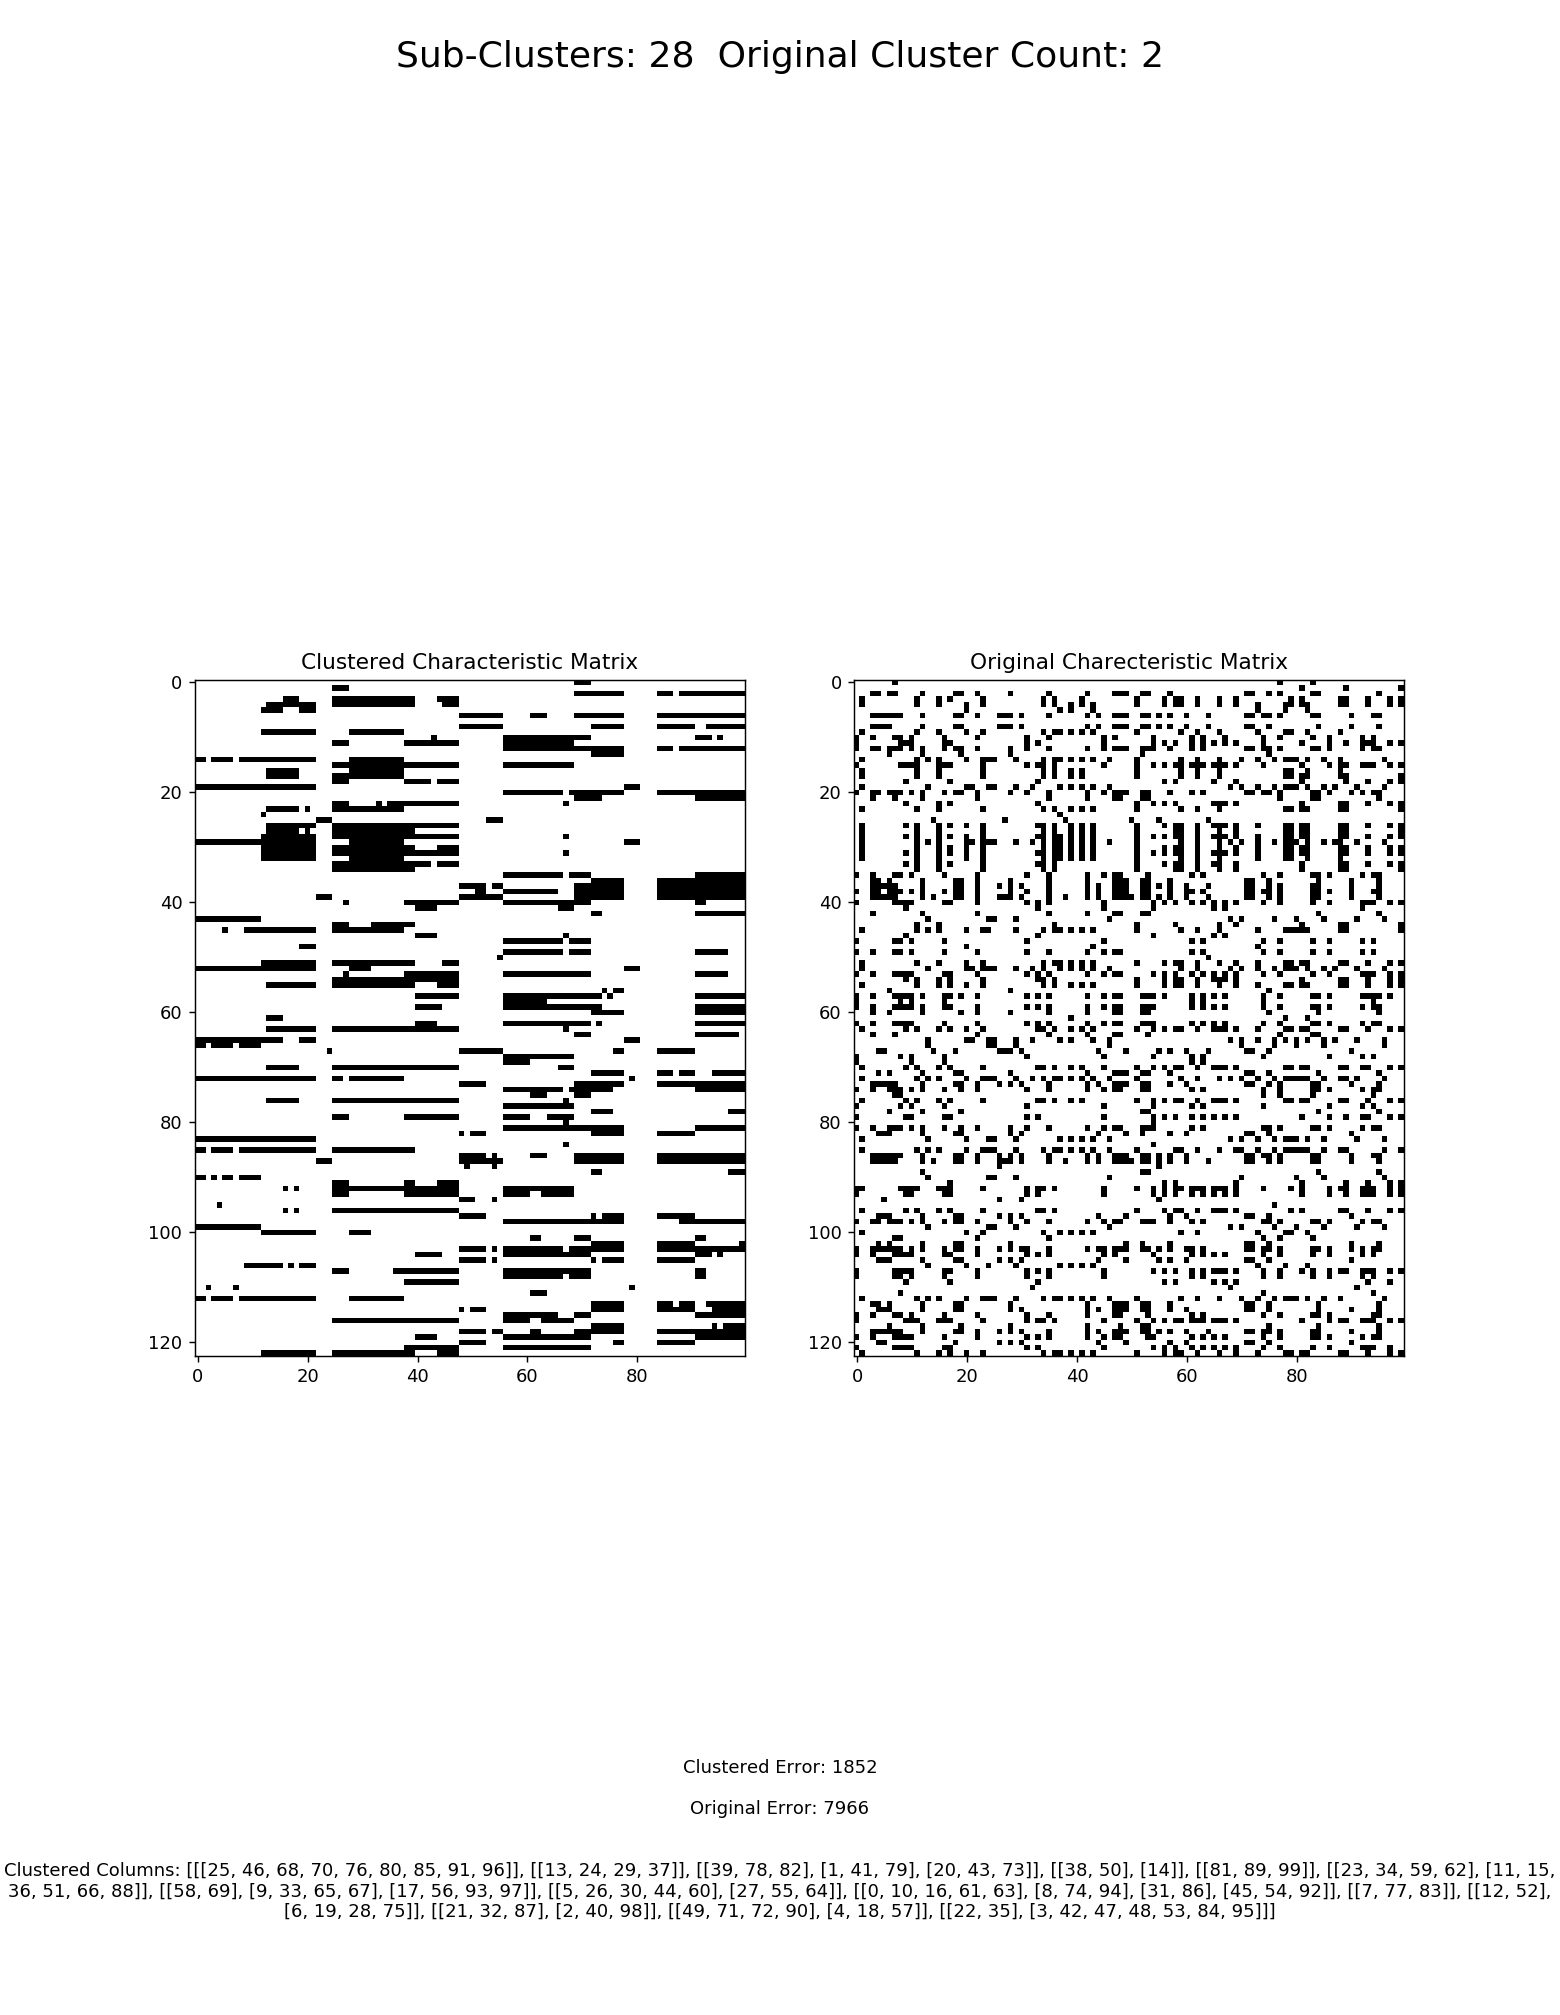 Sub-Clusters: 28  Original Cluster Count: 2
Clustered Characteristic Matrix
Original Charecteristic Matrix
0
20
40
60
80
100
120
0 20 40 60 80
0
20
40
60
80
100
120
0 20 40 60 80
Clustered Error: 1852
Original Error: 7966
Clustered Columns: [[[25, 46, 68, 70, 76, 80, 85, 91, 96]], [[13, 24, 29, 37]], [[39, 78, 82], [1, 41, 79], [20, 43, 73]], [[38, 50], [14]], [[81, 89, 99]], [[23, 34, 59, 62], [11, 15,
36, 51, 66, 88]], [[58, 69], [9, 33, 65, 67], [17, 56, 93, 97]], [[5, 26, 30, 44, 60], [27, 55, 64]], [[0, 10, 16, 61, 63], [8, 74, 94], [31, 86], [45, 54, 92]], [[7, 77, 83]], [[12, 52],
[6, 19, 28, 75]], [[21, 32, 87], [2, 40, 98]], [[49, 71, 72, 90], [4, 18, 57]], [[22, 35], [3, 42, 47, 48, 53, 84, 95]]]